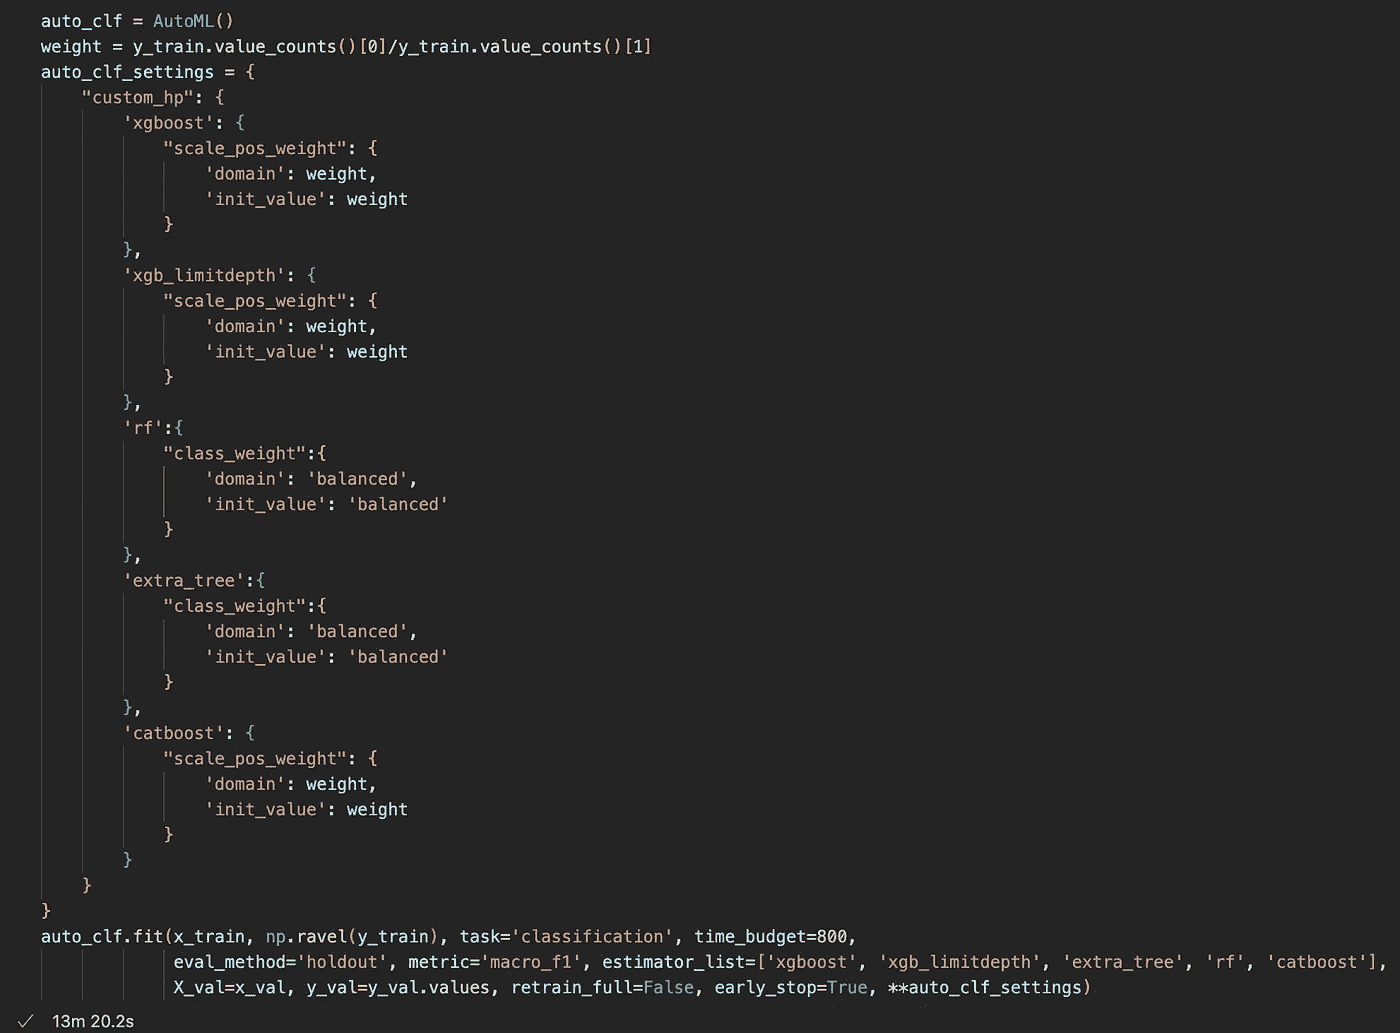 auto_clf = AutoML()
weight = y_train.value_counts()[0]/y_train.value_counts()[1]
auto_clf_settings = {
    "custom_hp": {
        'xgboost': {
            "scale_pos_weight": {
                'domain': weight,
                'init_value': weight
            }
        },
        'xgb_limitdepth': {
            "scale_pos_weight": {
                'domain': weight,
                'init_value': weight
            }
        },
        'rf':{
            "class_weight":{
                'domain': 'balanced',
                'init_value': 'balanced'
            }
        },
        'extra_tree':{
            "class_weight":{
                'domain': 'balanced',
                'init_value': 'balanced'
            }
        },
        'catboost': {
            "scale_pos_weight": {
                'domain': weight,
                'init_value': weight
            }
        }
    }
}
auto_clf.fit(x_train, np.ravel(y_train), task='classification', time_budget=800,
             eval_method='holdout', metric='macro_f1', estimator_list=['xgboost', 'xgb_limitdepth', 'extra_tree', 'rf', 'catboost'],
             X_val=x_val, y_val=y_val.values, retrain_full=False, early_stop=True, **auto_clf_settings)
13m 20.2s